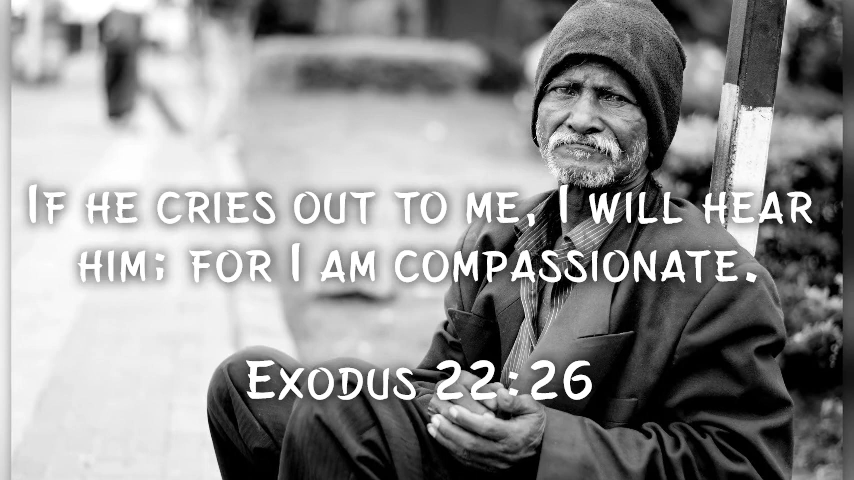 If he cries out to me, I will hear
him; for I am compassionate.
Exodus 22:26